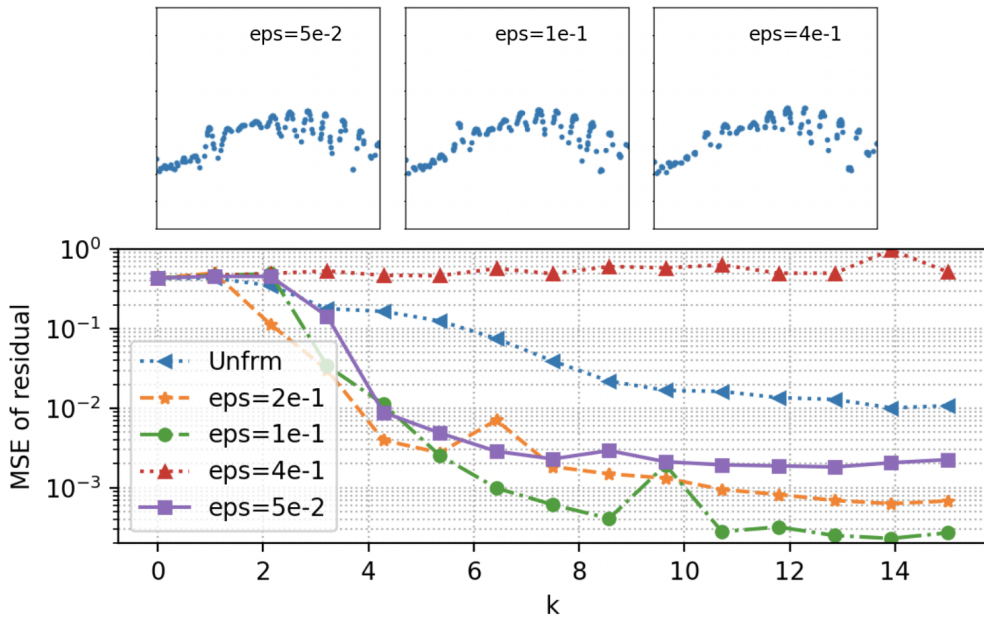 eps=5e-2
eps=1e-1
eps=4e-1
MSE of residual
10^0
10^-1
10^-2
10^-3
Unfrm
eps=2e-1
eps=1e-1
eps=4e-1
eps=5e-2
0 2 4 6 8 10 12 14
k